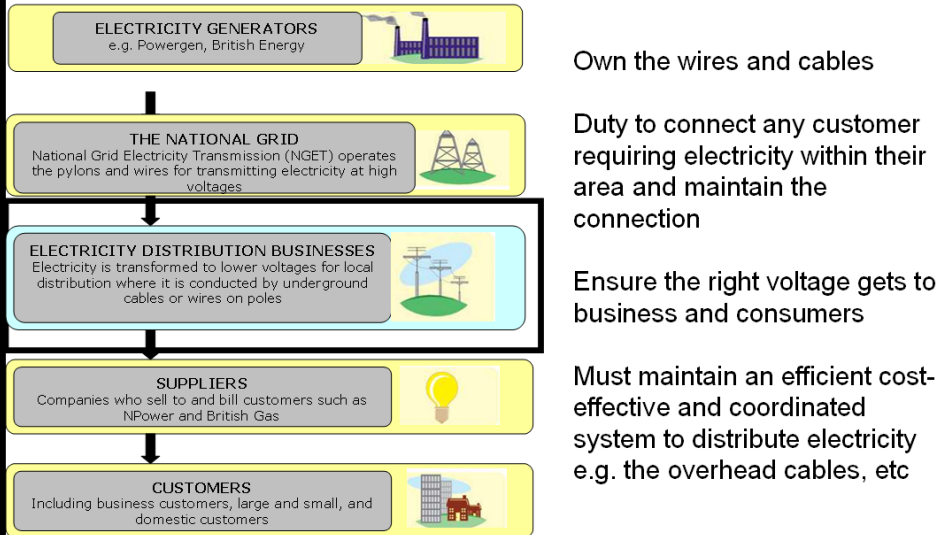 ELECTRICITY GENERATORS
e.g. Powergen, British Energy
THE NATIONAL GRID
National Grid Electricity Transmission (NGET) operates
the pylons and wires for transmitting electricity at high
voltages
ELECTRICITY DISTRIBUTION BUSINESSES
Electricity is transformed to lower voltages for local
distribution where it is conducted by underground
cables or wires on poles
SUPPLIERS
Companies who sell to and bill customers such as
NPower and British Gas
CUSTOMERS
Including business customers, large and small, and
domestic customers
Own the wires and cables
Duty to connect any customer
requiring electricity within their
area and maintain the
connection
Ensure the right voltage gets to
business and consumers
Must maintain an efficient cost-
effective and coordinated
system to distribute electricity
e.g. the overhead cables, etc